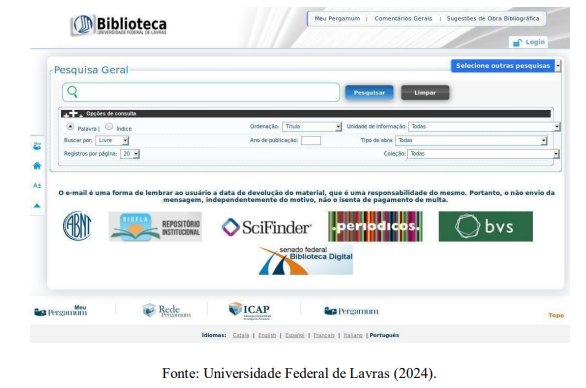 Biblioteca
UNIVERSIDADE FEDERAL DE LAVRAS
Meu Pergamum | Comentários Gerais | Sugestões de Obra Bibliográfica
Login
Pesquisa Geral
Selecione outras pesquisas
Pesquisar
Limpar
Opções de consulta
Palavra | Índice
Ordenação: Título
Unidade de Informação: Todas
Buscar por: Livre
Ano de publicação:
Tipo de obra: Todas
Registros por página: 20
Coleção: Todas
A±
O e-mail é uma forma de lembrar ao usuário a data de devolução do material, que é uma responsabilidade do mesmo. Portanto, o não envio da
mensagem, independentemente do motivo, não o isenta de pagamento de multa.
ABNT
RIUFLA
REPOSITÓRIO
INSTITUCIONAL
SciFinder
.periodicos.
bvs
senado federal
Biblioteca Digital
Meu
Pergamum
Rede
Pergamum
ICAP
Pergamum
Topo
Idiomas: Català | English | Español | Français | Italiano | Português
Fonte: Universidade Federal de Lavras (2024).